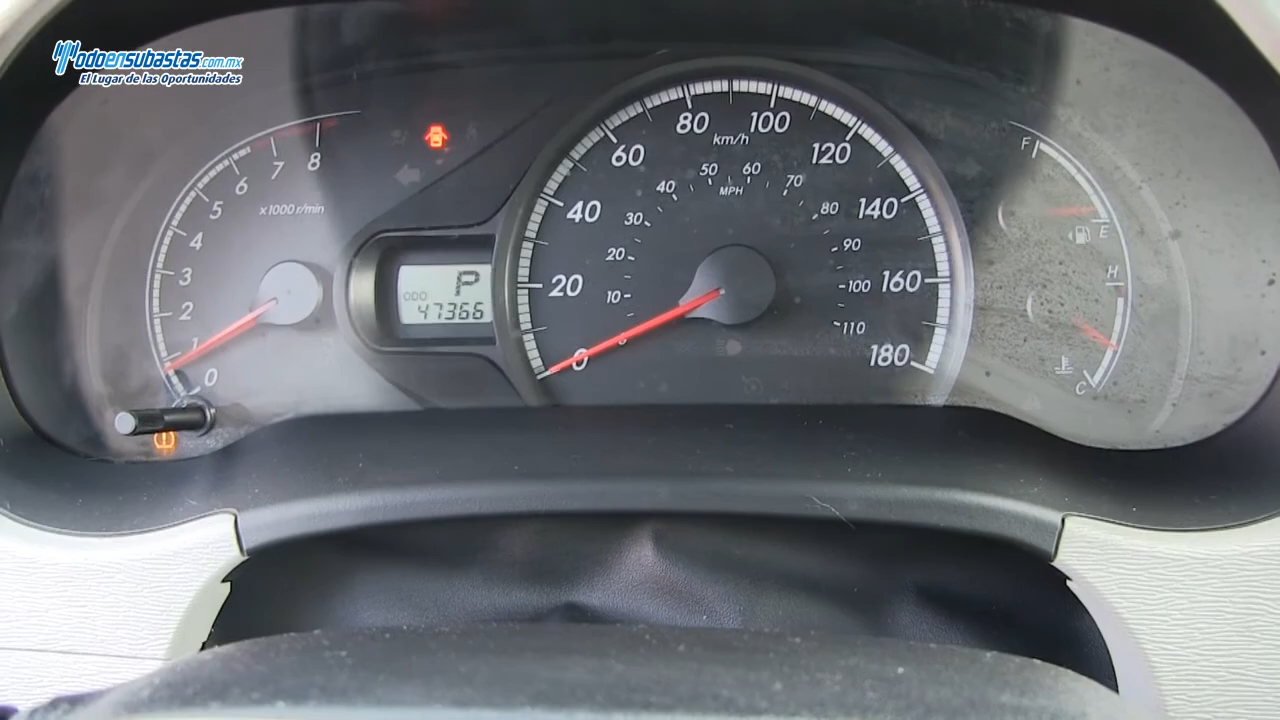 todoensubastas.com.mx
El Lugar de las Oportunidades
0 1 2 3 4 5 6 7 8
x1000 r/min
P
ODO
47366
0 20 40 60 80 100 120 140 160 180
km/h
0 10 20 30 40 50 60 70 80 90 100 110
MPH
F
E
H
C